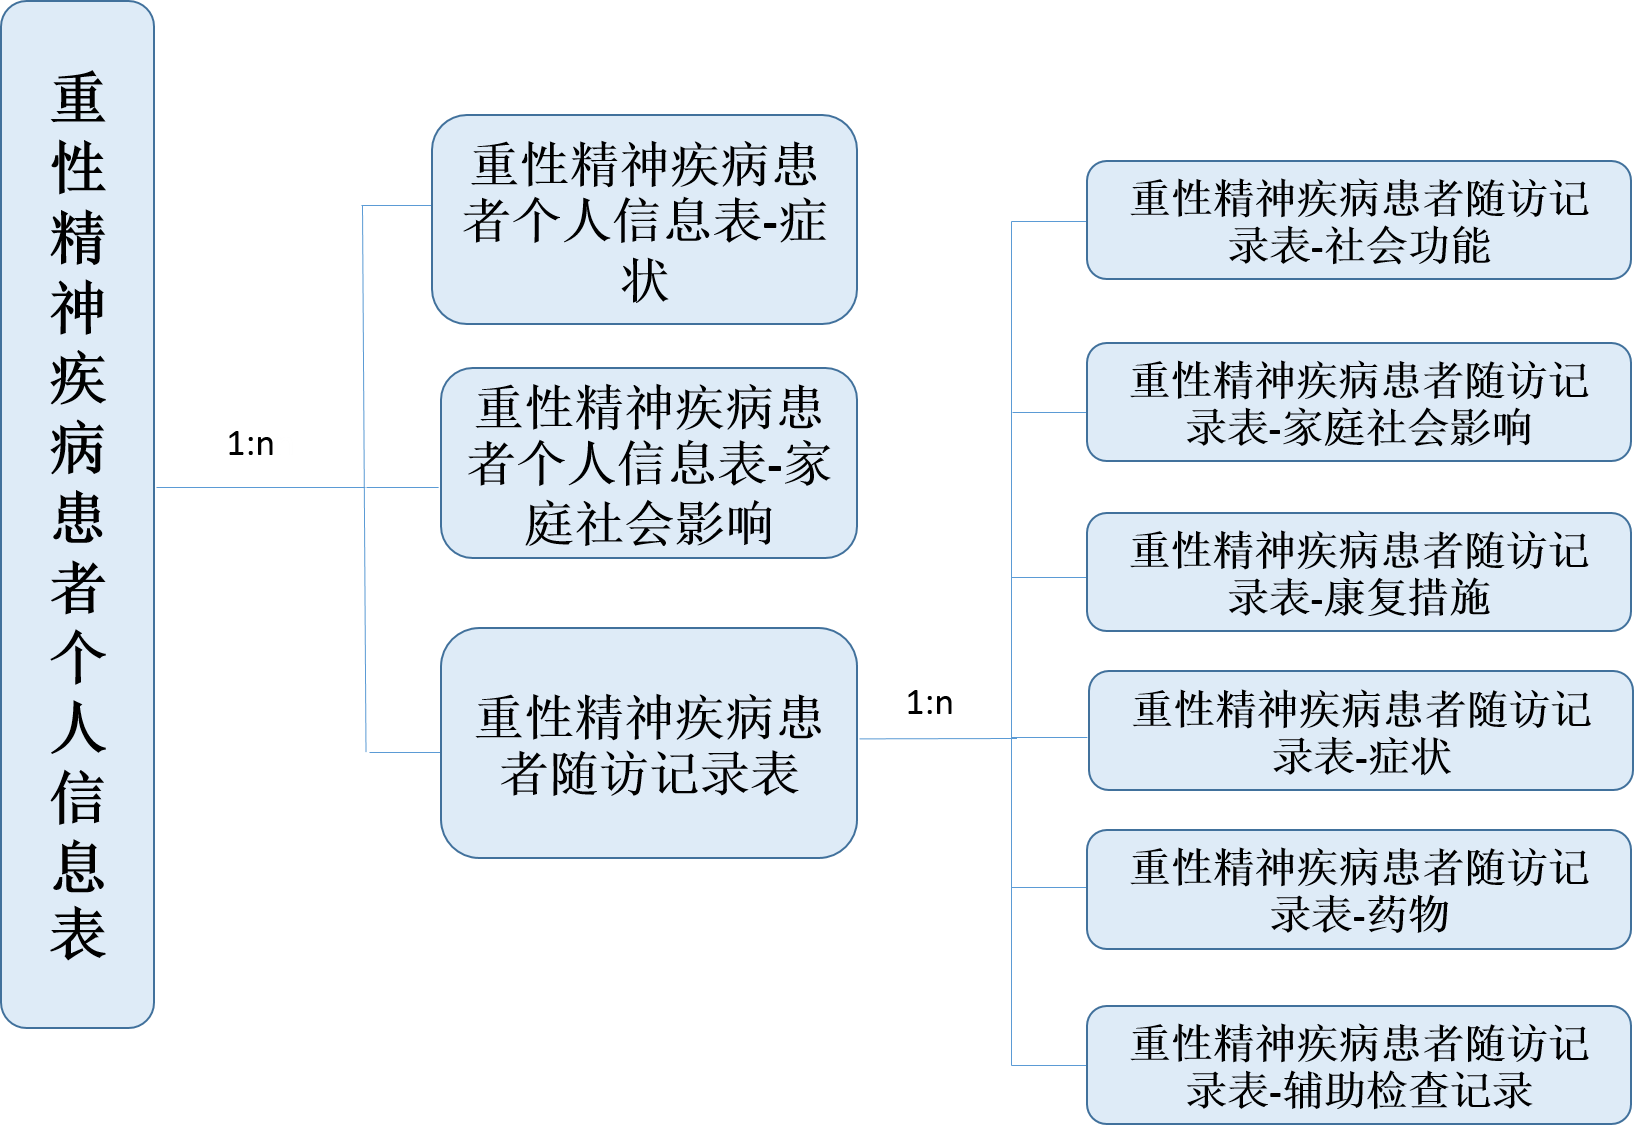 重性精神疾病患者个人信息表
1:n
重性精神疾病患
者个人信息表-症
状
重性精神疾病患
者个人信息表-家
庭社会影响
重性精神疾病患
者随访记录表
1:n
重性精神疾病患者随访记
录表-社会功能
重性精神疾病患者随访记
录表-家庭社会影响
重性精神疾病患者随访记
录表-康复措施
重性精神疾病患者随访记
录表-症状
重性精神疾病患者随访记
录表-药物
重性精神疾病患者随访记
录表-辅助检查记录